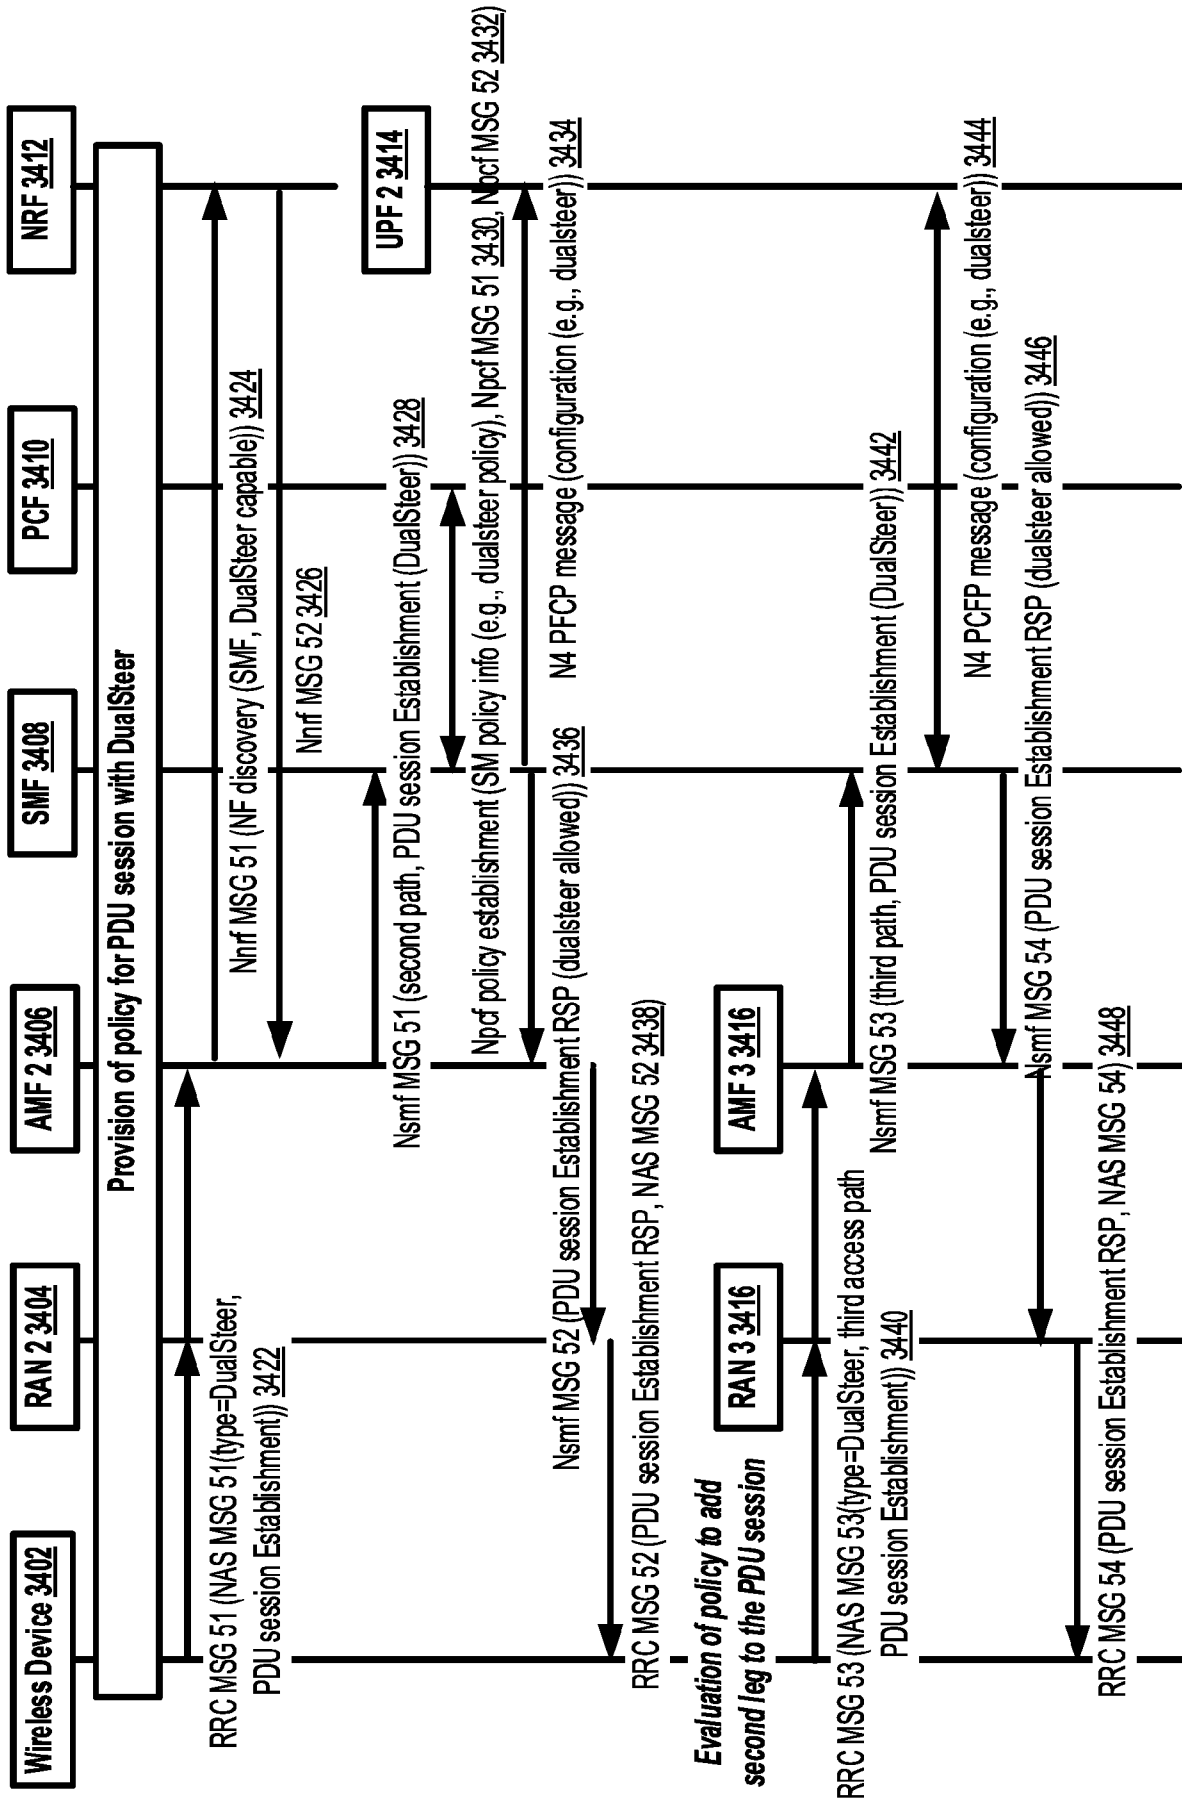 Wireless Device 3402
RAN 2 3404
AMF 2 3406
SMF 3408
PCF 3410
NRF 3412
Provision of policy for PDU session with DualSteer
RRC MSG 51 (NAS MSG 51(type=DualSteer,
PDU session Establishment)) 3422
Nnrf MSG 51 (NF discovery (SMF, DualSteer capable)) 3424
Nnrf MSG 52 3426
UPF 2 3414
Nsmf MSG 51 (second path, PDU session Establishment (DualSteer)) 3428
Npcf policy establishment (SM policy info (e.g., dualsteer policy), Npcf MSG 51 3430, Npcf MSG 52 3432)
N4 PFCP message (configuration (e.g., dualsteer)) 3434
Nsmf MSG 52 (PDU session Establishment RSP (dualsteer allowed)) 3436
RRC MSG 52 (PDU session Establishment RSP, NAS MSG 52 3438)
Evaluation of policy to add
second leg to the PDU session
RAN 3 3416
AMF 3 3416
RRC MSG 53 (NAS MSG 53(type=DualSteer, third access path
PDU session Establishment)) 3440
Nsmf MSG 53 (third path, PDU session Establishment (DualSteer)) 3442
N4 PCFP message (configuration (e.g., dualsteer)) 3444
Nsmf MSG 54 (PDU session Establishment RSP (dualsteer allowed)) 3446
RRC MSG 54 (PDU session Establishment RSP, NAS MSG 54) 3448